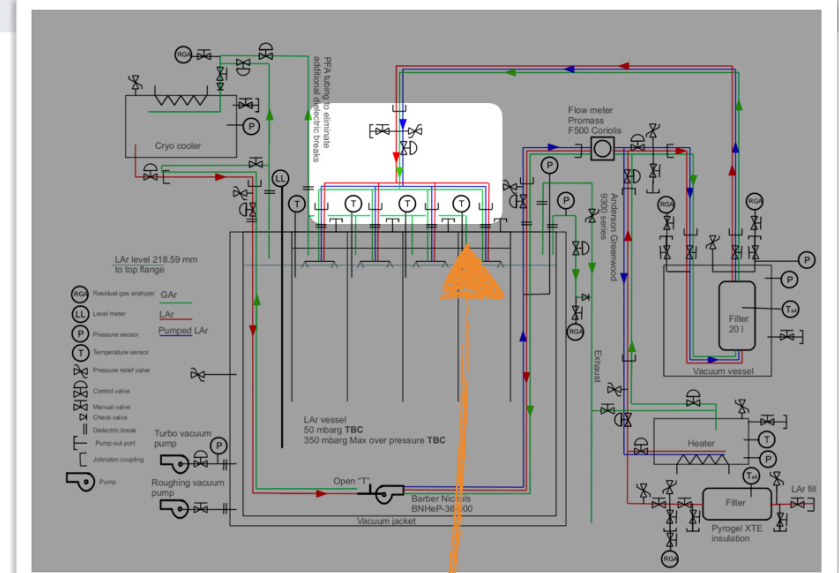 RGA
Cryo cooler
P
PFA tubing to eliminate
additional dielectric breaks
LL
T
T
T
T
Flow meter
Promass
F500 Coriolis
P
P
Anderson Greenwood
9300 series
RGA
RGA
P
P
Filter
20 l
Vacuum vessel
LAr level 218.59 mm
to top flange
RGA Residual gas analyzer GAr
LL Level meter LAr
P Pressure sensor Pumped LAr
T Temperature sensor
Pressure relief valve
Control valve
Manual valve
Check valve
Dielectric break
Pump-out port
Johnston coupling
Pump
RGA
Exhaust
LAr vessel
50 mbarg TBC
350 mbarg Max over pressure TBC
Turbo vacuum
pump
P
Roughing vacuum
pump
Open "T"
Barber Nichols
Vacuum jacket
Heater
T
P
Filter
LAr fill
Pyrogel XTE
insulation
RGA